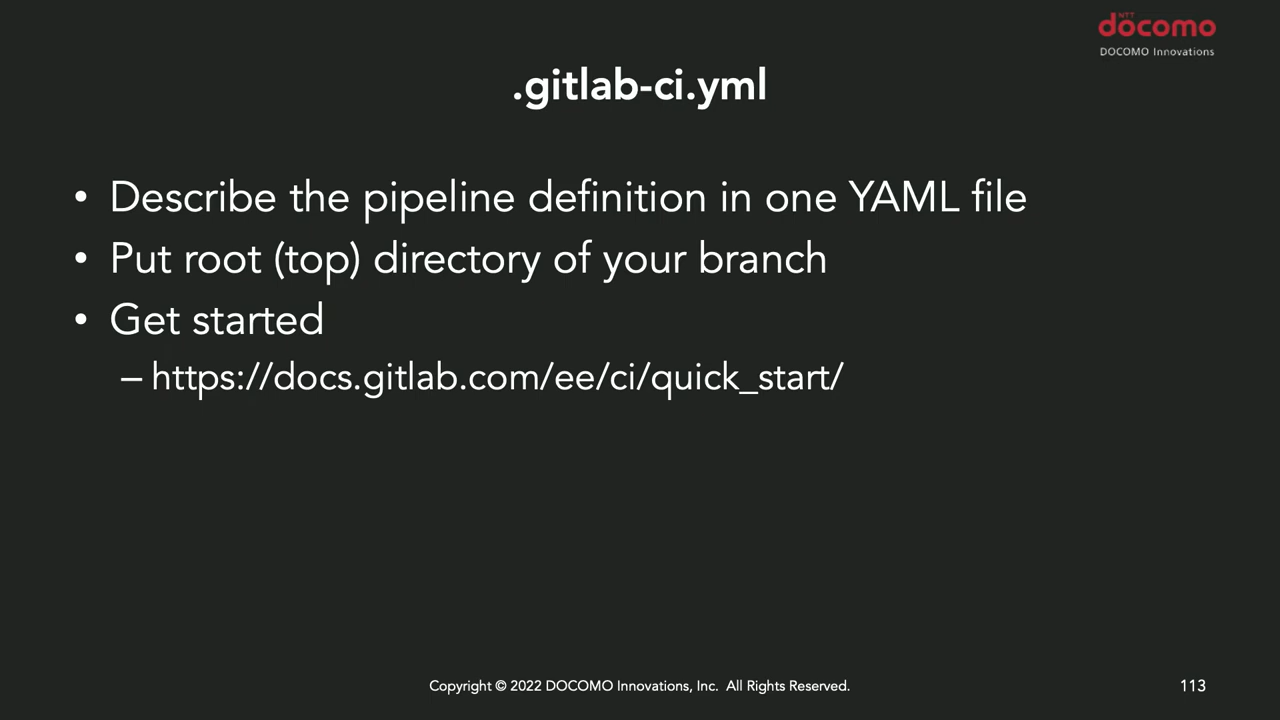 NTT
döcomo
DOCOMO Innovations
.gitlab-ci.yml
• Describe the pipeline definition in one YAML file
• Put root (top) directory of your branch
• Get started
– https://docs.gitlab.com/ee/ci/quick_start/
Copyright © 2022 DOCOMO Innovations, Inc. All Rights Reserved.
113